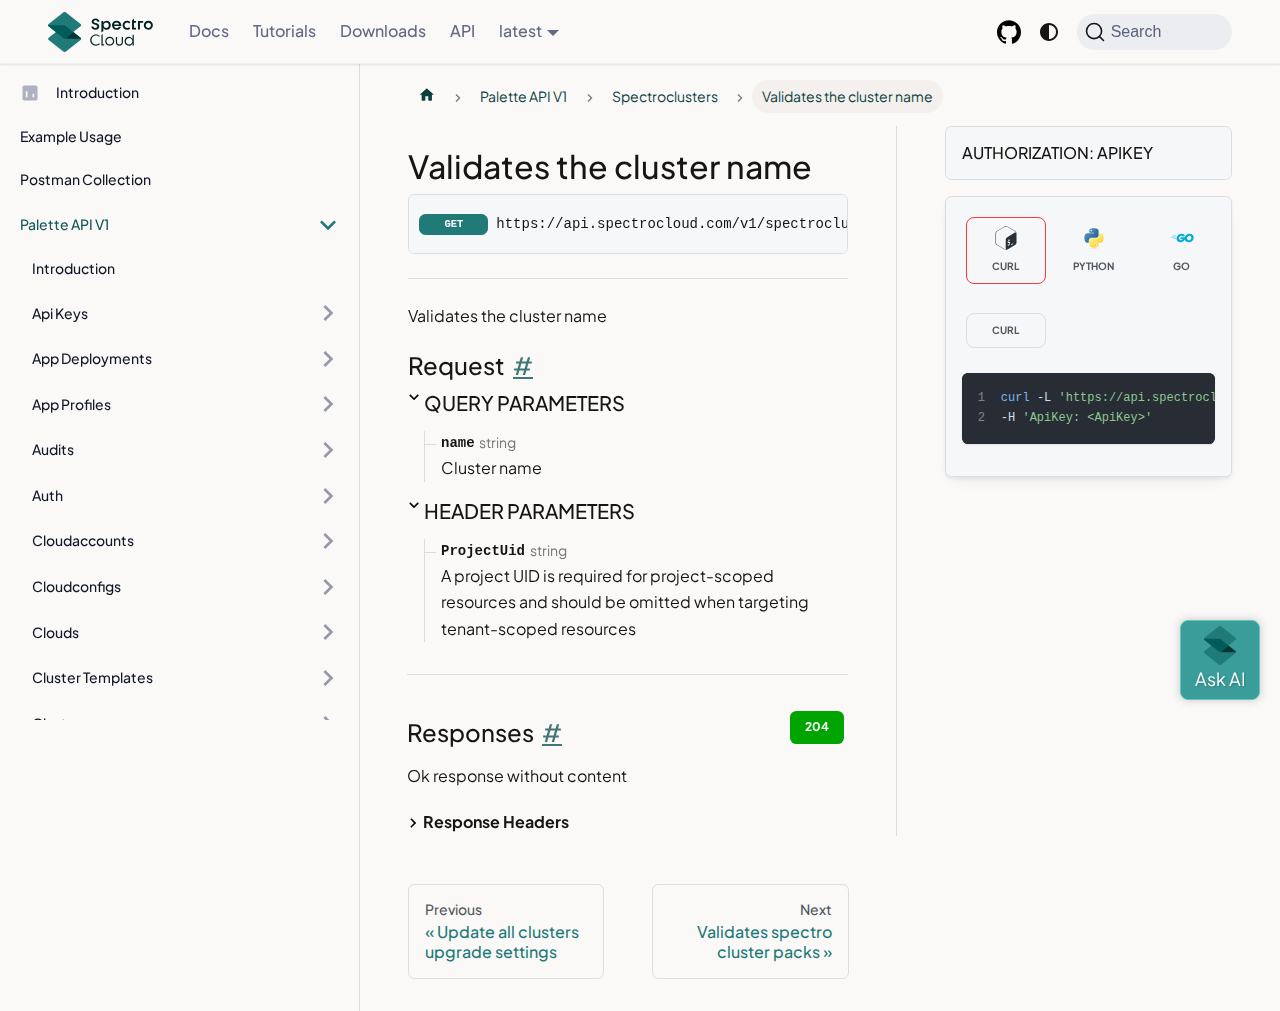 Spectro
Cloud
Docs
Tutorials
Downloads
API
latest
Search
Introduction
Example Usage
Postman Collection
Palette API V1
Introduction
Api Keys
App Deployments
App Profiles
Audits
Auth
Cloudaccounts
Cloudconfigs
Clouds
Cluster Templates
Palette API V1
Spectroclusters
Validates the cluster name
Validates the cluster name
GET https://api.spectrocloud.com/v1/spectroclu
Validates the cluster name
Request #
QUERY PARAMETERS
name string
Cluster name
HEADER PARAMETERS
ProjectUid string
A project UID is required for project-scoped
resources and should be omitted when targeting
tenant-scoped resources
Responses #
204
Ok response without content
Response Headers
Previous
« Update all clusters
upgrade settings
Next
Validates spectro
cluster packs »
AUTHORIZATION: APIKEY
CURL
PYTHON
GO
CURL
1 curl -L 'https://api.spectrocl
2 -H 'ApiKey: <ApiKey>'
Ask AI